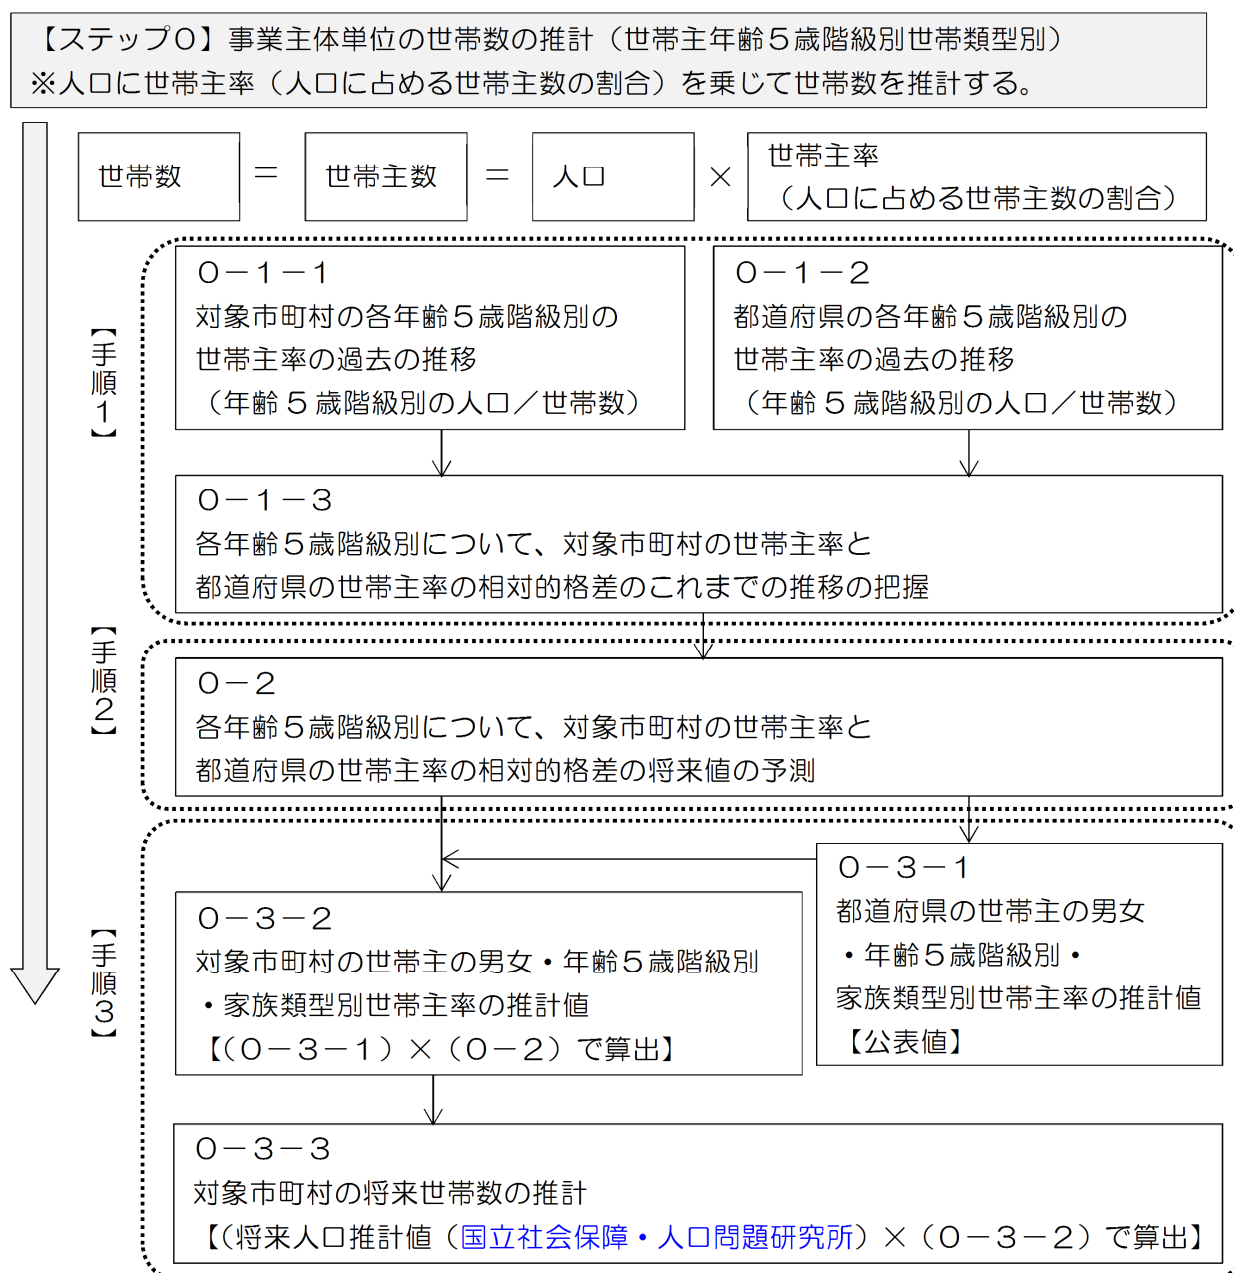 【ステップ０】事業主体単位の世帯数の推計（世帯主年齢５歳階級別世帯類型別）
※人口に世帯主率（人口に占める世帯主数の割合）を乗じて世帯数を推計する。
世帯数
＝
世帯主数
＝
人口
×
世帯主率
（人口に占める世帯主数の割合）
【手順１】
０－１－１
対象市町村の各年齢５歳階級別の
世帯主率の過去の推移
（年齢５歳階級別の人口／世帯数）
０－１－２
都道府県の各年齢５歳階級別の
世帯主率の過去の推移
（年齢５歳階級別の人口／世帯数）
０－１－３
各年齢５歳階級別について、対象市町村の世帯主率と
都道府県の世帯主率の相対的格差のこれまでの推移の把握
【手順２】
０－２
各年齢５歳階級別について、対象市町村の世帯主率と
都道府県の世帯主率の相対的格差の将来値の予測
【手順３】
０－３－１
都道府県の世帯主の男女
・年齢５歳階級別・
家族類型別世帯主率の推計値
【公表値】
０－３－２
対象市町村の世帯主の男女・年齢５歳階級別
・家族類型別世帯主率の推計値
【（０－３－１）×（０－２）で算出】
０－３－３
対象市町村の将来世帯数の推計
【（将来人口推計値（国立社会保障・人口問題研究所）×（０－３－２）で算出】